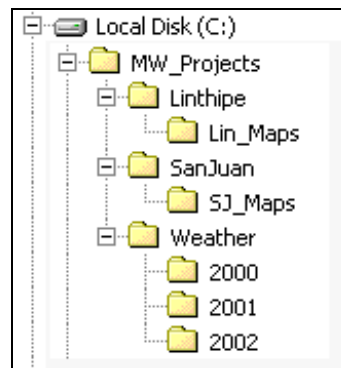 Local Disk (C:)
MW_Projects
Linthipe
Lin_Maps
SanJuan
SJ_Maps
Weather
2000
2001
2002